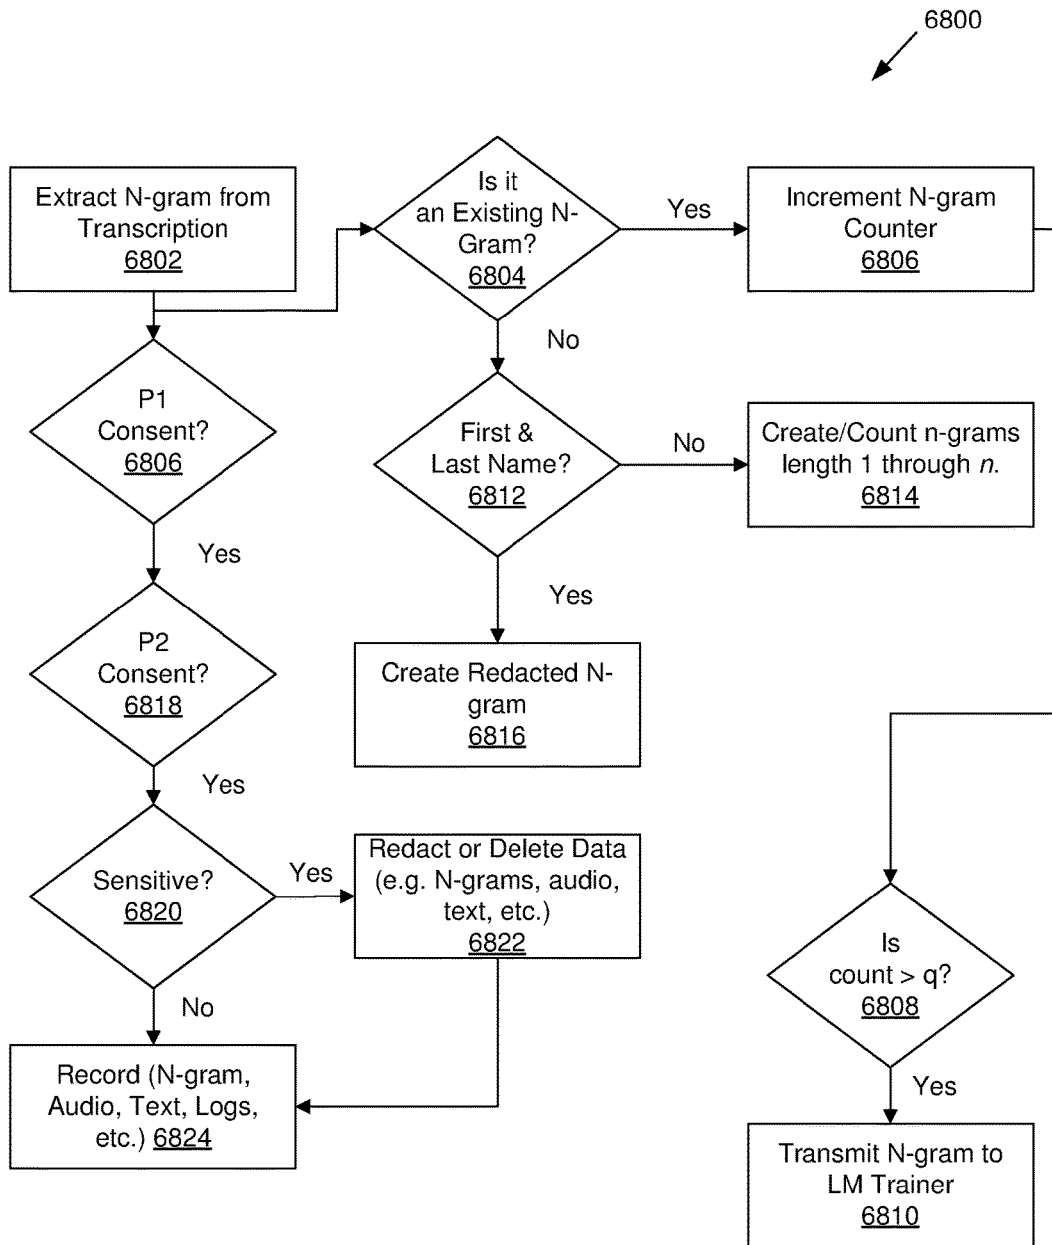 6800
Extract N-gram from
Transcription
6802
Is it
an Existing N-
Gram?
6804
Yes
Increment N-gram
Counter
6806
No
P1
Consent?
6806
First &
Last Name?
6812
No
Create/Count n-grams
length 1 through n.
6814
Yes
Yes
P2
Consent?
6818
Create Redacted N-
gram
6816
Yes
Sensitive?
6820
Yes
Redact or Delete Data
(e.g. N-grams, audio,
text, etc.)
6822
Is
count > q?
6808
No
Record (N-gram,
Audio, Text, Logs,
etc.) 6824
Yes
Transmit N-gram to
LM Trainer
6810